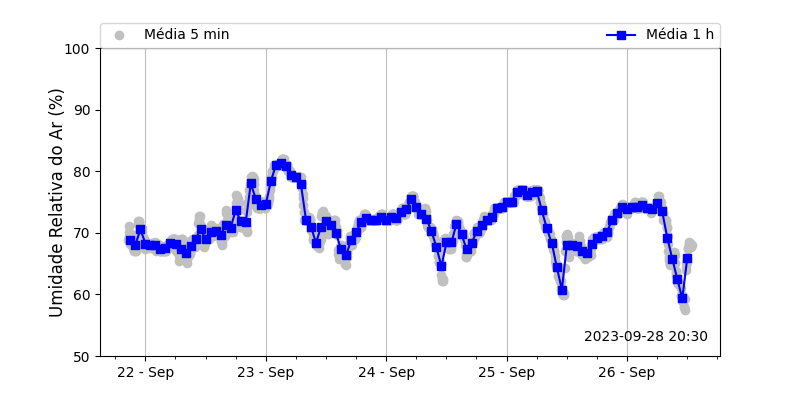 Média 5 min
Média 1 h
Umidade Relativa do Ar (%)
100
90
80
70
60
50
2023-09-28 20:30
22 - Sep
23 - Sep
24 - Sep
25 - Sep
26 - Sep